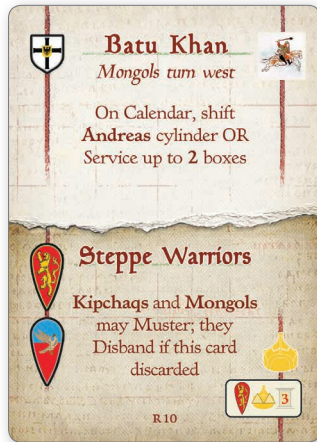 Batu Khan
Mongols turn west
On Calendar, shift
Andreas cylinder OR
Service up to 2 boxes
Steppe Warriors
Kipchaqs and Mongols
may Muster; they
Disband if this card
discarded
3
R 10